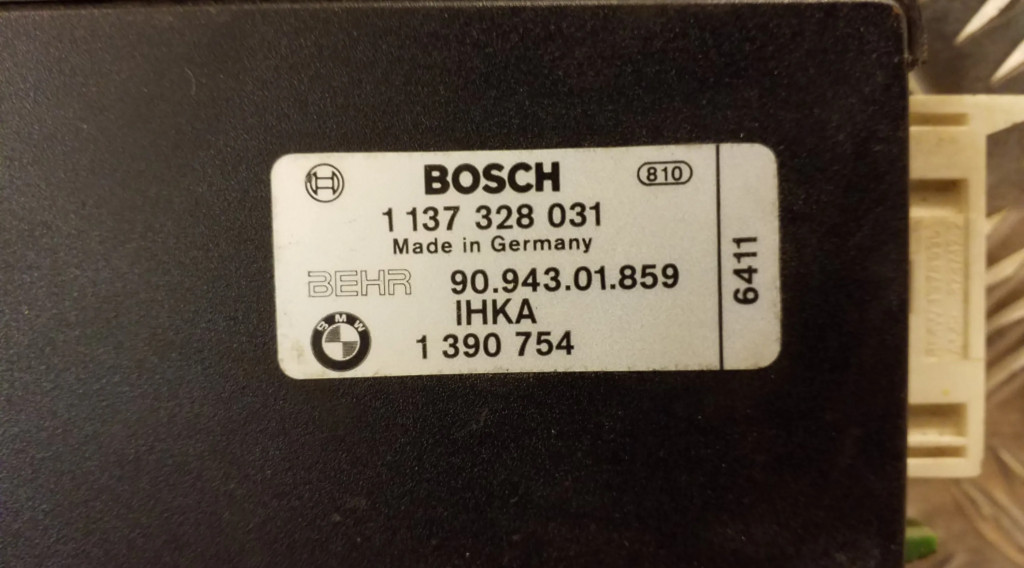 BOSCH 810
1 137 328 031
Made in Germany
BEHR 90.943.01.859
IHKA
BMW 1 390 754
6411